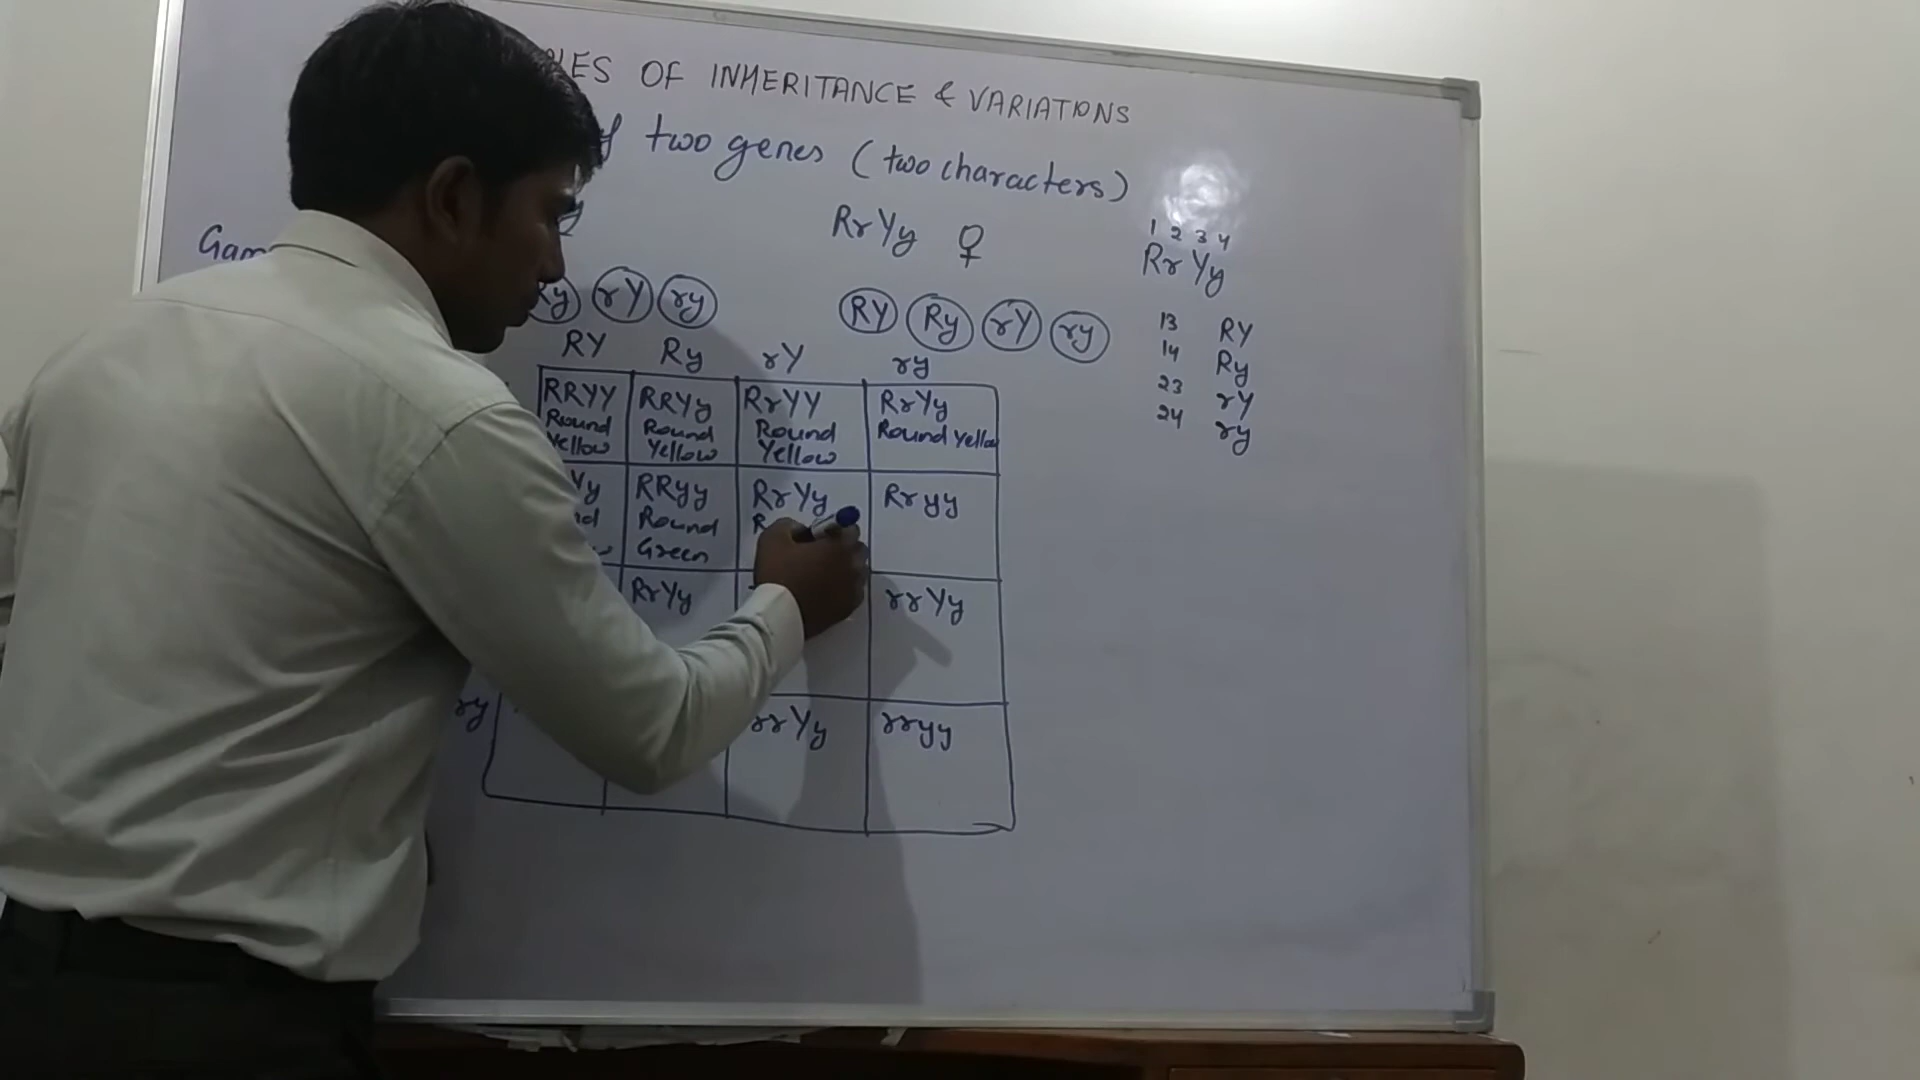 OF INHERITANCE & VARIATIONS
two genes (two characters)
RrYy ♀
1 2 3 4
RrYy
Ry rY ry
RY Ry rY ry
13 RY
14 Ry
23 rY
24 ry
RY Ry rY ry
RRYY RRYy RrYY RrYy
Round Round Round Round Yellow
Yellow Yellow Yellow
RRyy RrYy Rryy
Round
Green
RrYy rrYy
ry rrYy rryy